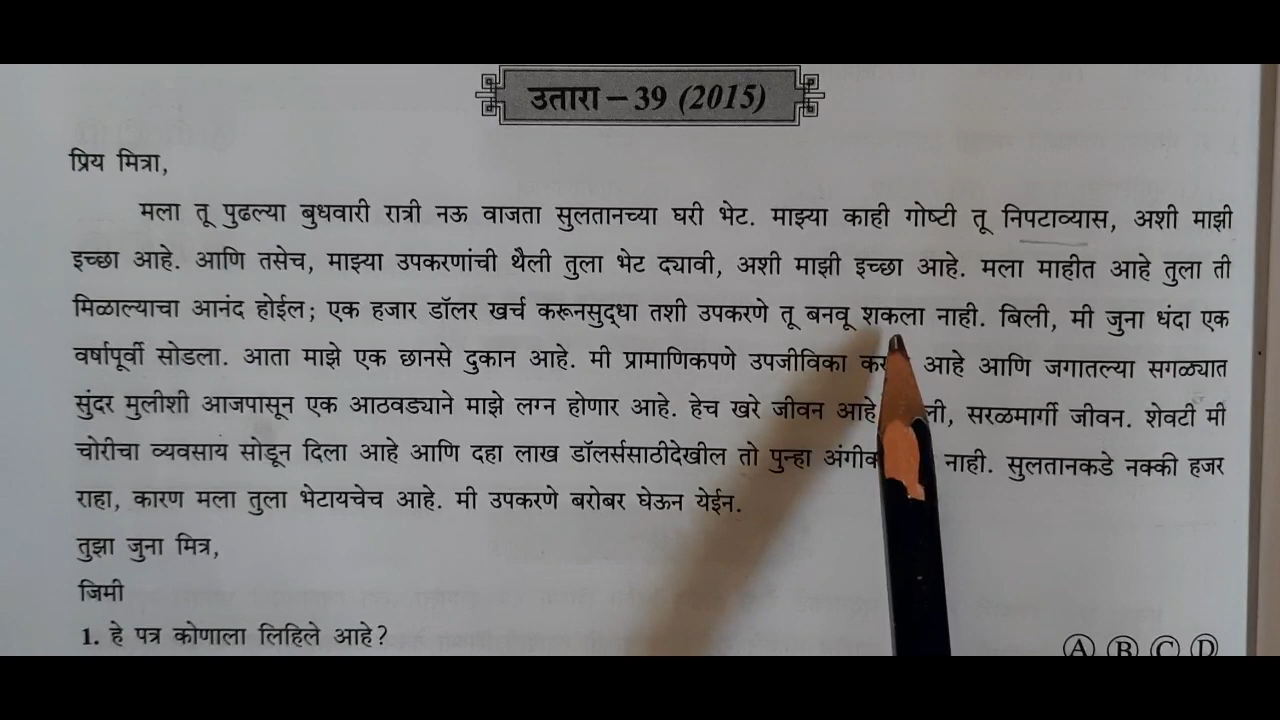 उतारा – 39 (2015)
प्रिय मित्रा,
मला तू पुढल्या बुधवारी रात्री नऊ वाजता सुलतानच्या घरी भेट. माझ्या काही गोष्टी तू निपटाव्यास, अशी माझी
इच्छा आहे. आणि तसेच, माझ्या उपकरणांची थैली तुला भेट द्यावी, अशी माझी इच्छा आहे. मला माहीत आहे तुला ती
मिळाल्याचा आनंद होईल; एक हजार डॉलर खर्च करूनसुद्धा तशी उपकरणे तू बनवू शकला नाही. बिली, मी जुना धंदा एक
वर्षापूर्वी सोडला. आता माझे एक छानसे दुकान आहे. मी प्रामाणिकपणे उपजीविका आहे आणि जगातल्या सगळ्यात
सुंदर मुलीशी आजपासून एक आठवड्याने माझे लग्न होणार आहे. हेच खरे जीवन आहे सरळमार्गी जीवन. शेवटी मी
चोरीचा व्यवसाय सोडून दिला आहे आणि दहा लाख डॉलर्ससाठीदेखील तो पुन्हा नाही. सुलतानकडे नक्की हजर
राहा, कारण मला तुला भेटायचेच आहे. मी उपकरणे बरोबर घेऊन येईन.
तुझा जुना मित्र,
जिमी
1. हे पत्र कोणाला लिहिले आहे? A B C D